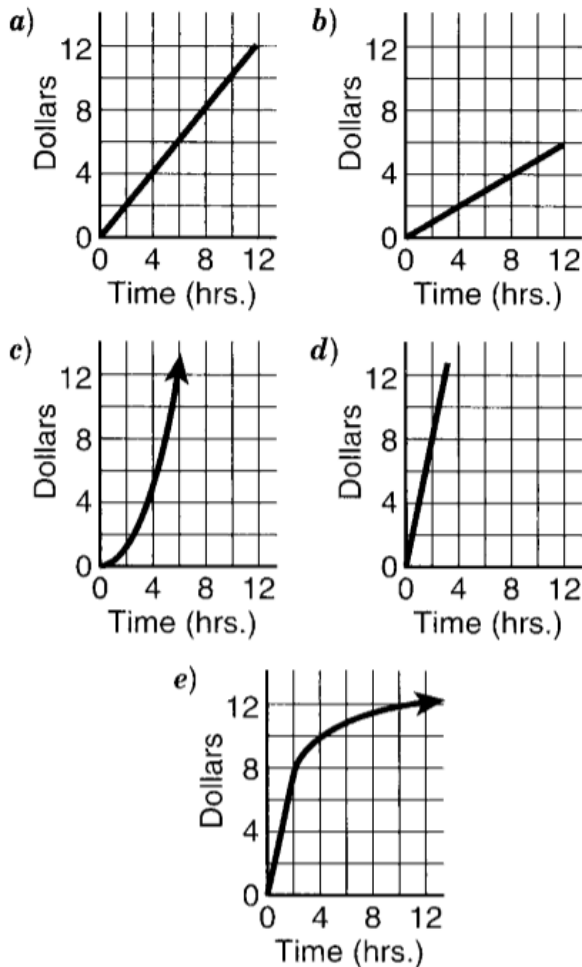 a) b)
12 12
8 8
Dollars Dollars
4 4
0 0
0 4 8 12 0 4 8 12
Time (hrs.) Time (hrs.)
c) d)
12 12
8 8
Dollars Dollars
4 4
0 0
0 4 8 12 0 4 8 12
Time (hrs.) Time (hrs.)
e)
12
8
Dollars
4
0
0 4 8 12
Time (hrs.)